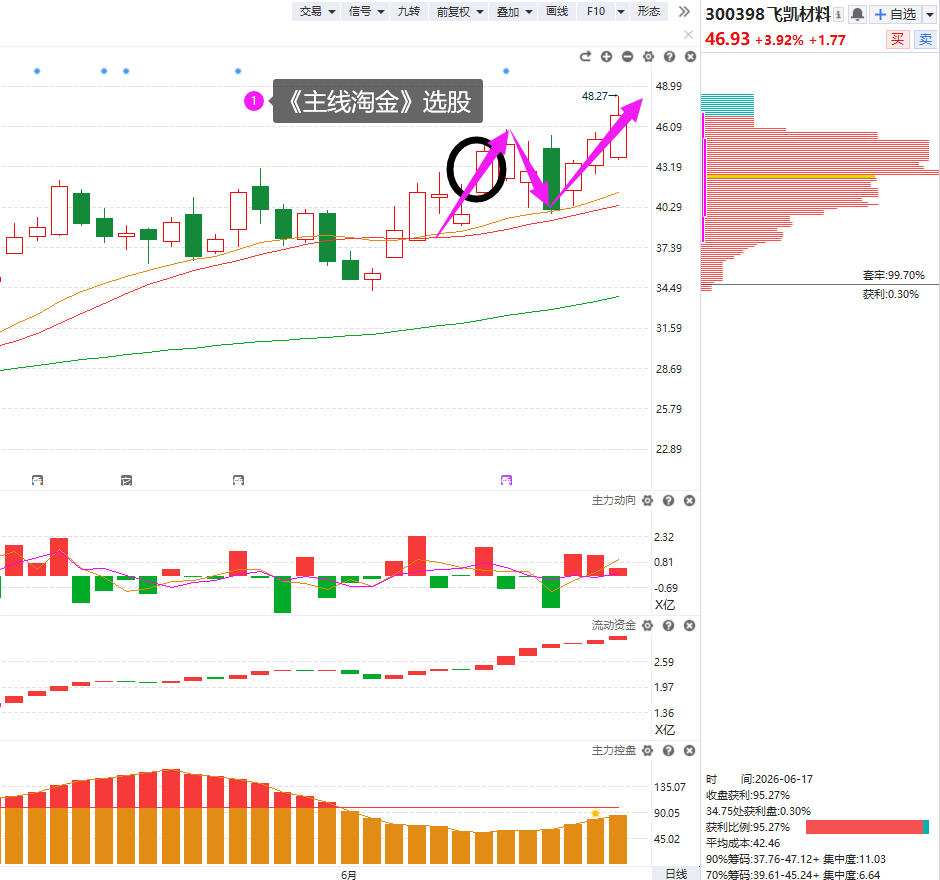 交易 信号 九转 前复权 叠加 画线 F10 形态
300398飞凯材料 + 自选
46.93 +3.92% +1.77 买 卖
1 《主线淘金》选股
48.27→
48.99
46.09
43.19
40.29
37.39
34.49
31.59
28.69
25.79
22.89
套牢:99.70%
获利:0.30%
主力动向
2.32
0.81
-0.69
X亿
流动资金
2.59
1.97
1.36
X亿
主力控盘
135.07
90.05
45.02
6月 日线
时 间:2026-06-17
收盘获利:95.27%
34.75处获利盘:0.30%
获利比例:95.27%
平均成本:42.46
90%筹码:37.76-47.12+ 集中度:11.03
70%筹码:39.61-45.24+ 集中度:6.64